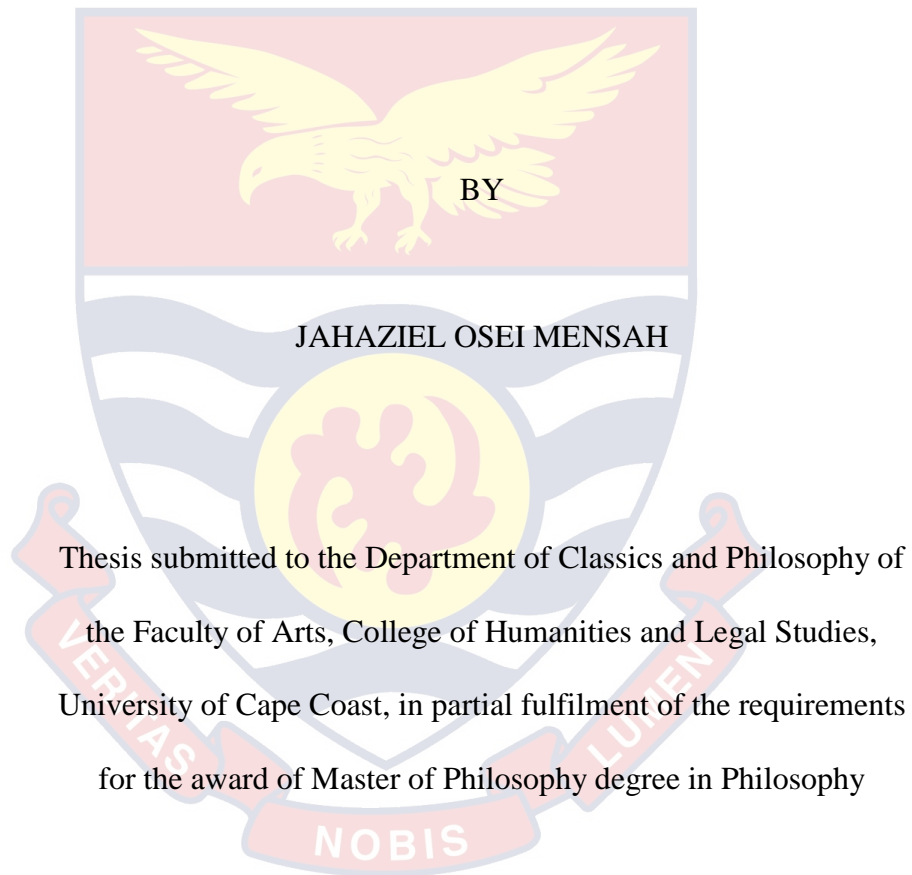 BY
JAHAZIEL OSEI MENSAH
Thesis submitted to the Department of Classics and Philosophy of
the Faculty of Arts, College of Humanities and Legal Studies,
University of Cape Coast, in partial fulfilment of the requirements
for the award of Master of Philosophy degree in Philosophy
VERITAS
NOBIS
LUMEN